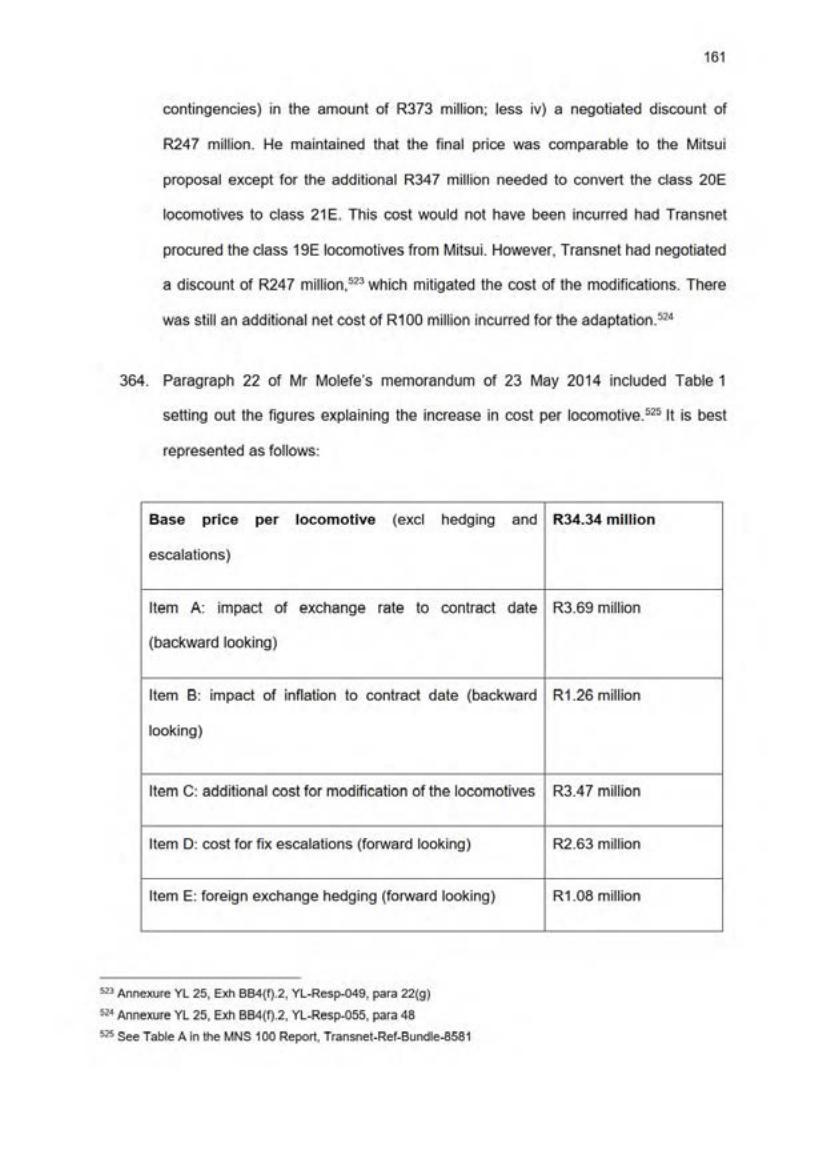 161
contingencies) in the amount of R373 million; less iv) a negotiated discount of
R247 million. He maintained that the final price was comparable to the Mitsui
proposal except for the additional R347 million needed to convert the class 20E
locomotives to class 21E. This cost would not have been incurred had Transnet
procured the class 19E locomotives from Mitsui. However, Transnet had negotiated
a discount of R247 million,523 which mitigated the cost of the modifications. There
was still an additional net cost of R100 million incurred for the adaptation.524
364. Paragraph 22 of Mr Molefe's memorandum of 23 May 2014 included Table 1
setting out the figures explaining the increase in cost per locomotive.525 It is best
represented as follows:
Base price per locomotive (excl hedging and R34.34 million
escalations)
Item A: impact of exchange rate to contract date R3.69 million
(backward looking)
Item B: impact of inflation to contract date (backward R1.26 million
looking)
Item C: additional cost for modification of the locomotives R3.47 million
Item D: cost for fix escalations (forward looking) R2.63 million
Item E: foreign exchange hedging (forward looking) R1.08 million
523 Annexure YL 25, Exh BB4(f).2, YL-Resp-049, para 22(g)
524 Annexure YL 25, Exh BB4(f).2, YL-Resp-055, para 48
525 See Table A in the MNS 100 Report, Transnet-Ref-Bundle-8581